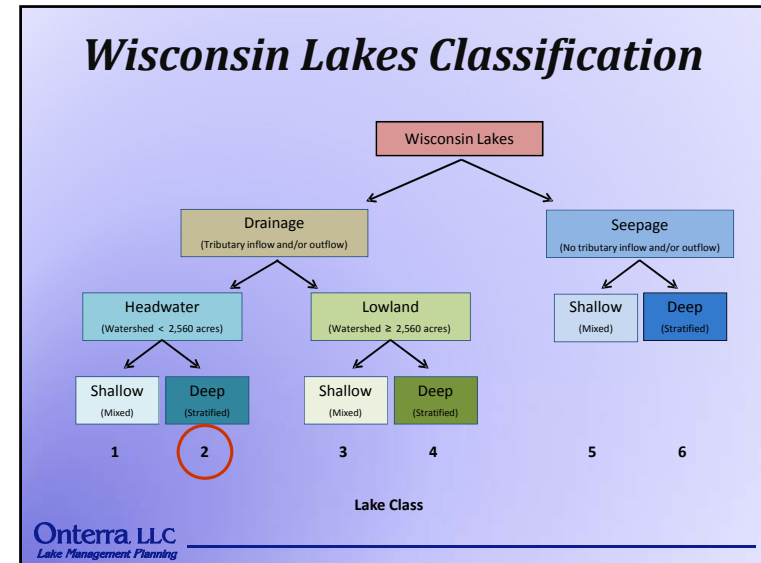 Wisconsin Lakes Classification
Wisconsin Lakes
Drainage
(Tributary inflow and/or outflow)
Seepage
(No tributary inflow and/or outflow)
Headwater
(Watershed < 2,560 acres)
Lowland
(Watershed ≥ 2,560 acres)
Shallow
(Mixed)
Deep
(Stratified)
Shallow
(Mixed)
Deep
(Stratified)
Shallow
(Mixed)
Deep
(Stratified)
1 2 3 4 5 6
Lake Class
Onterra, LLC
Lake Management Planning